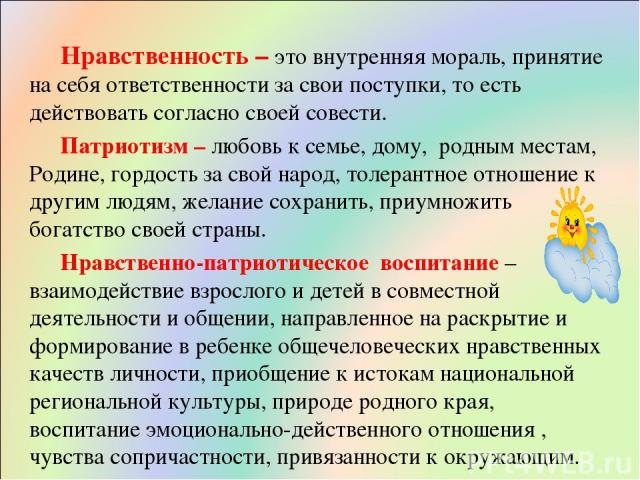 Нравственность – это внутренняя мораль, принятие
на себя ответственности за свои поступки, то есть
действовать согласно своей совести.
Патриотизм – любовь к семье, дому, родным местам,
Родине, гордость за свой народ, толерантное отношение к
другим людям, желание сохранить, приумножить
богатство своей страны.
Нравственно-патриотическое воспитание –
взаимодействие взрослого и детей в совместной
деятельности и общении, направленное на раскрытие и
формирование в ребенке общечеловеческих нравственных
качеств личности, приобщение к истокам национальной
региональной культуры, природе родного края,
воспитание эмоционально-действенного отношения ,
чувства сопричастности, привязанности к окружающим.
PPt4WEB.ru